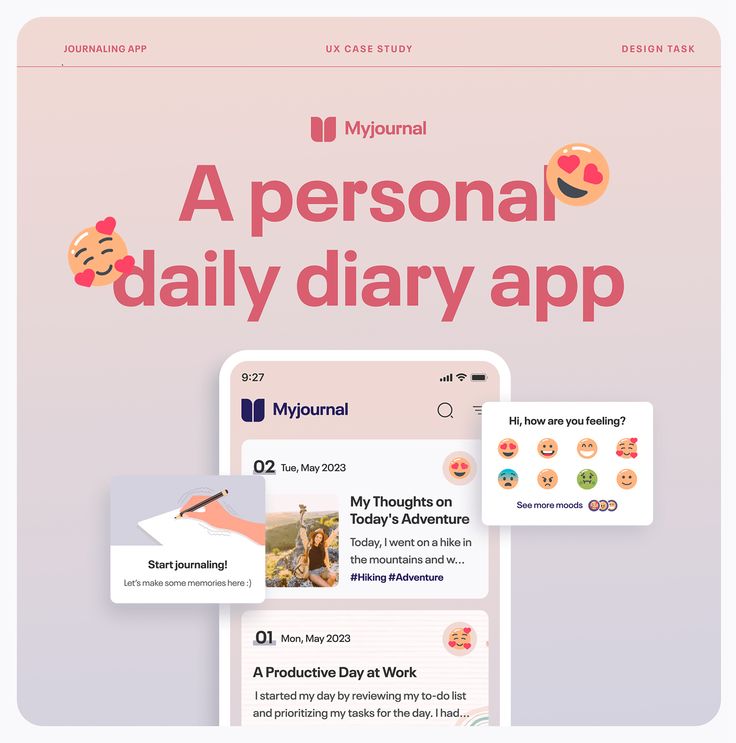 JOURNALING APP
UX CASE STUDY
DESIGN TASK
Myjournal
A personal
daily diary app
9:27
Myjournal
Hi, how are you feeling?
See more moods
02 Tue, May 2023
My Thoughts on
Today's Adventure
Today, I went on a hike in
the mountains and w...
#Hiking #Adventure
Start journaling!
Let's make some memories here :)
01 Mon, May 2023
A Productive Day at Work
I started my day by reviewing my to-do list
and prioritizing my tasks for the day. I had...